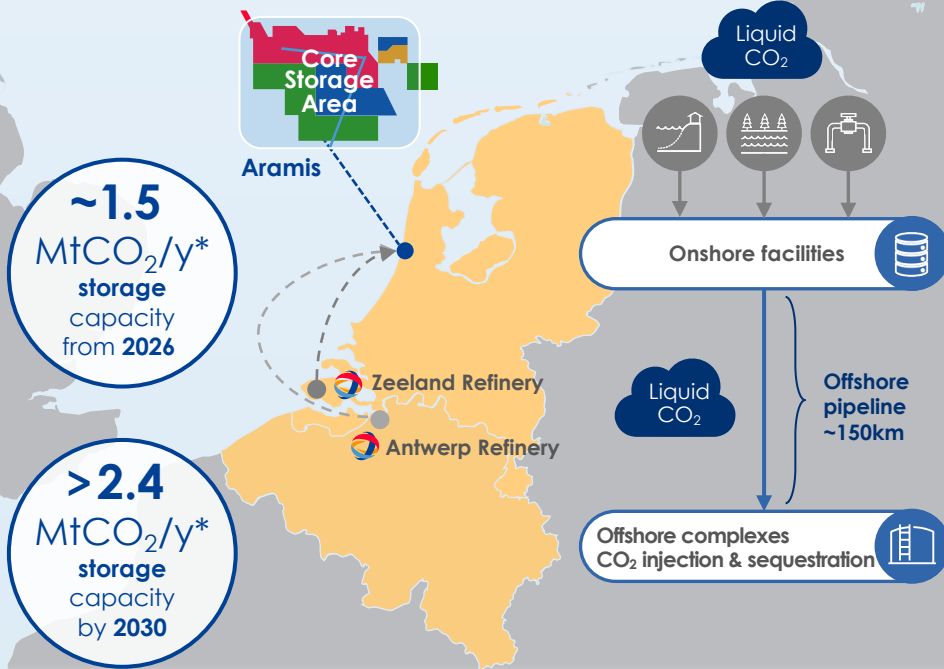 Core
Storage
Area
Aramis
~1.5
MtCO₂/y*
storage
capacity
from 2026
>2.4
MtCO₂/y*
storage
capacity
by 2030
Zeeland Refinery
Antwerp Refinery
Liquid
CO₂
Onshore facilities
Liquid
CO₂
Offshore
pipeline
~150km
Offshore complexes
CO₂ injection & sequestration